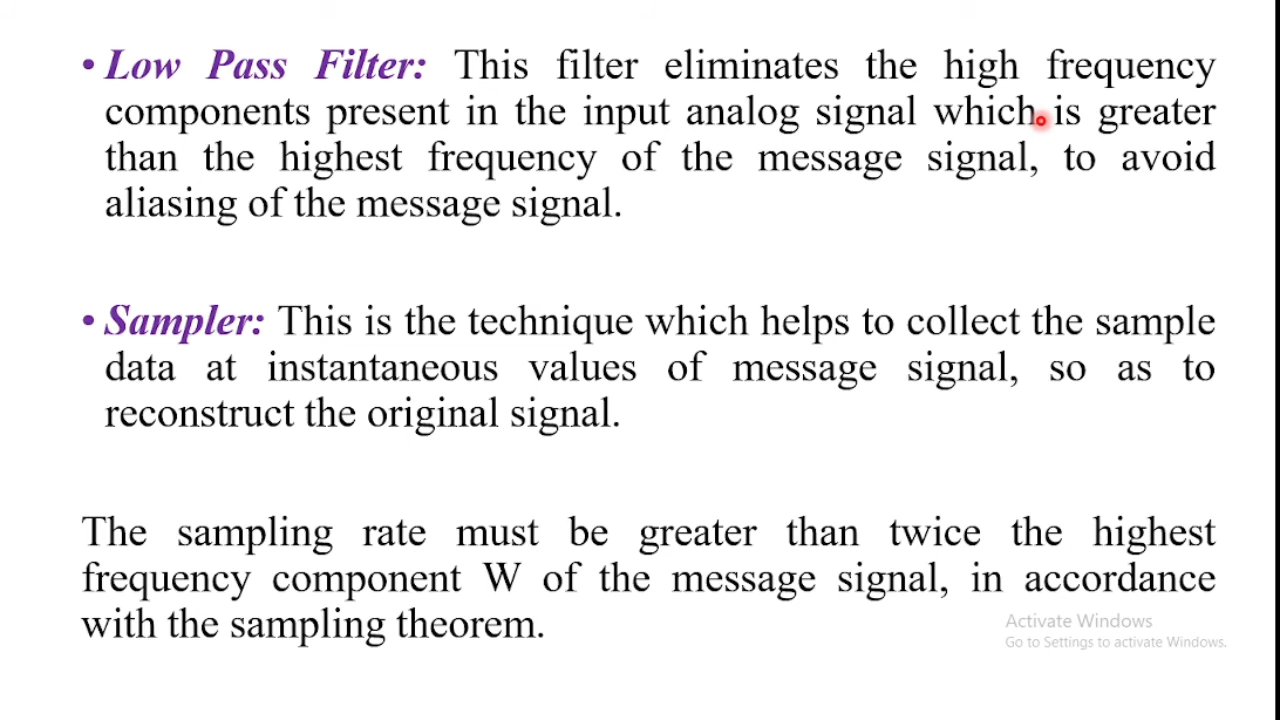 • Low Pass Filter: This filter eliminates the high frequency
components present in the input analog signal which is greater
than the highest frequency of the message signal, to avoid
aliasing of the message signal.
• Sampler: This is the technique which helps to collect the sample
data at instantaneous values of message signal, so as to
reconstruct the original signal.
The sampling rate must be greater than twice the highest
frequency component W of the message signal, in accordance
with the sampling theorem.
Activate Windows
Go to Settings to activate Windows.